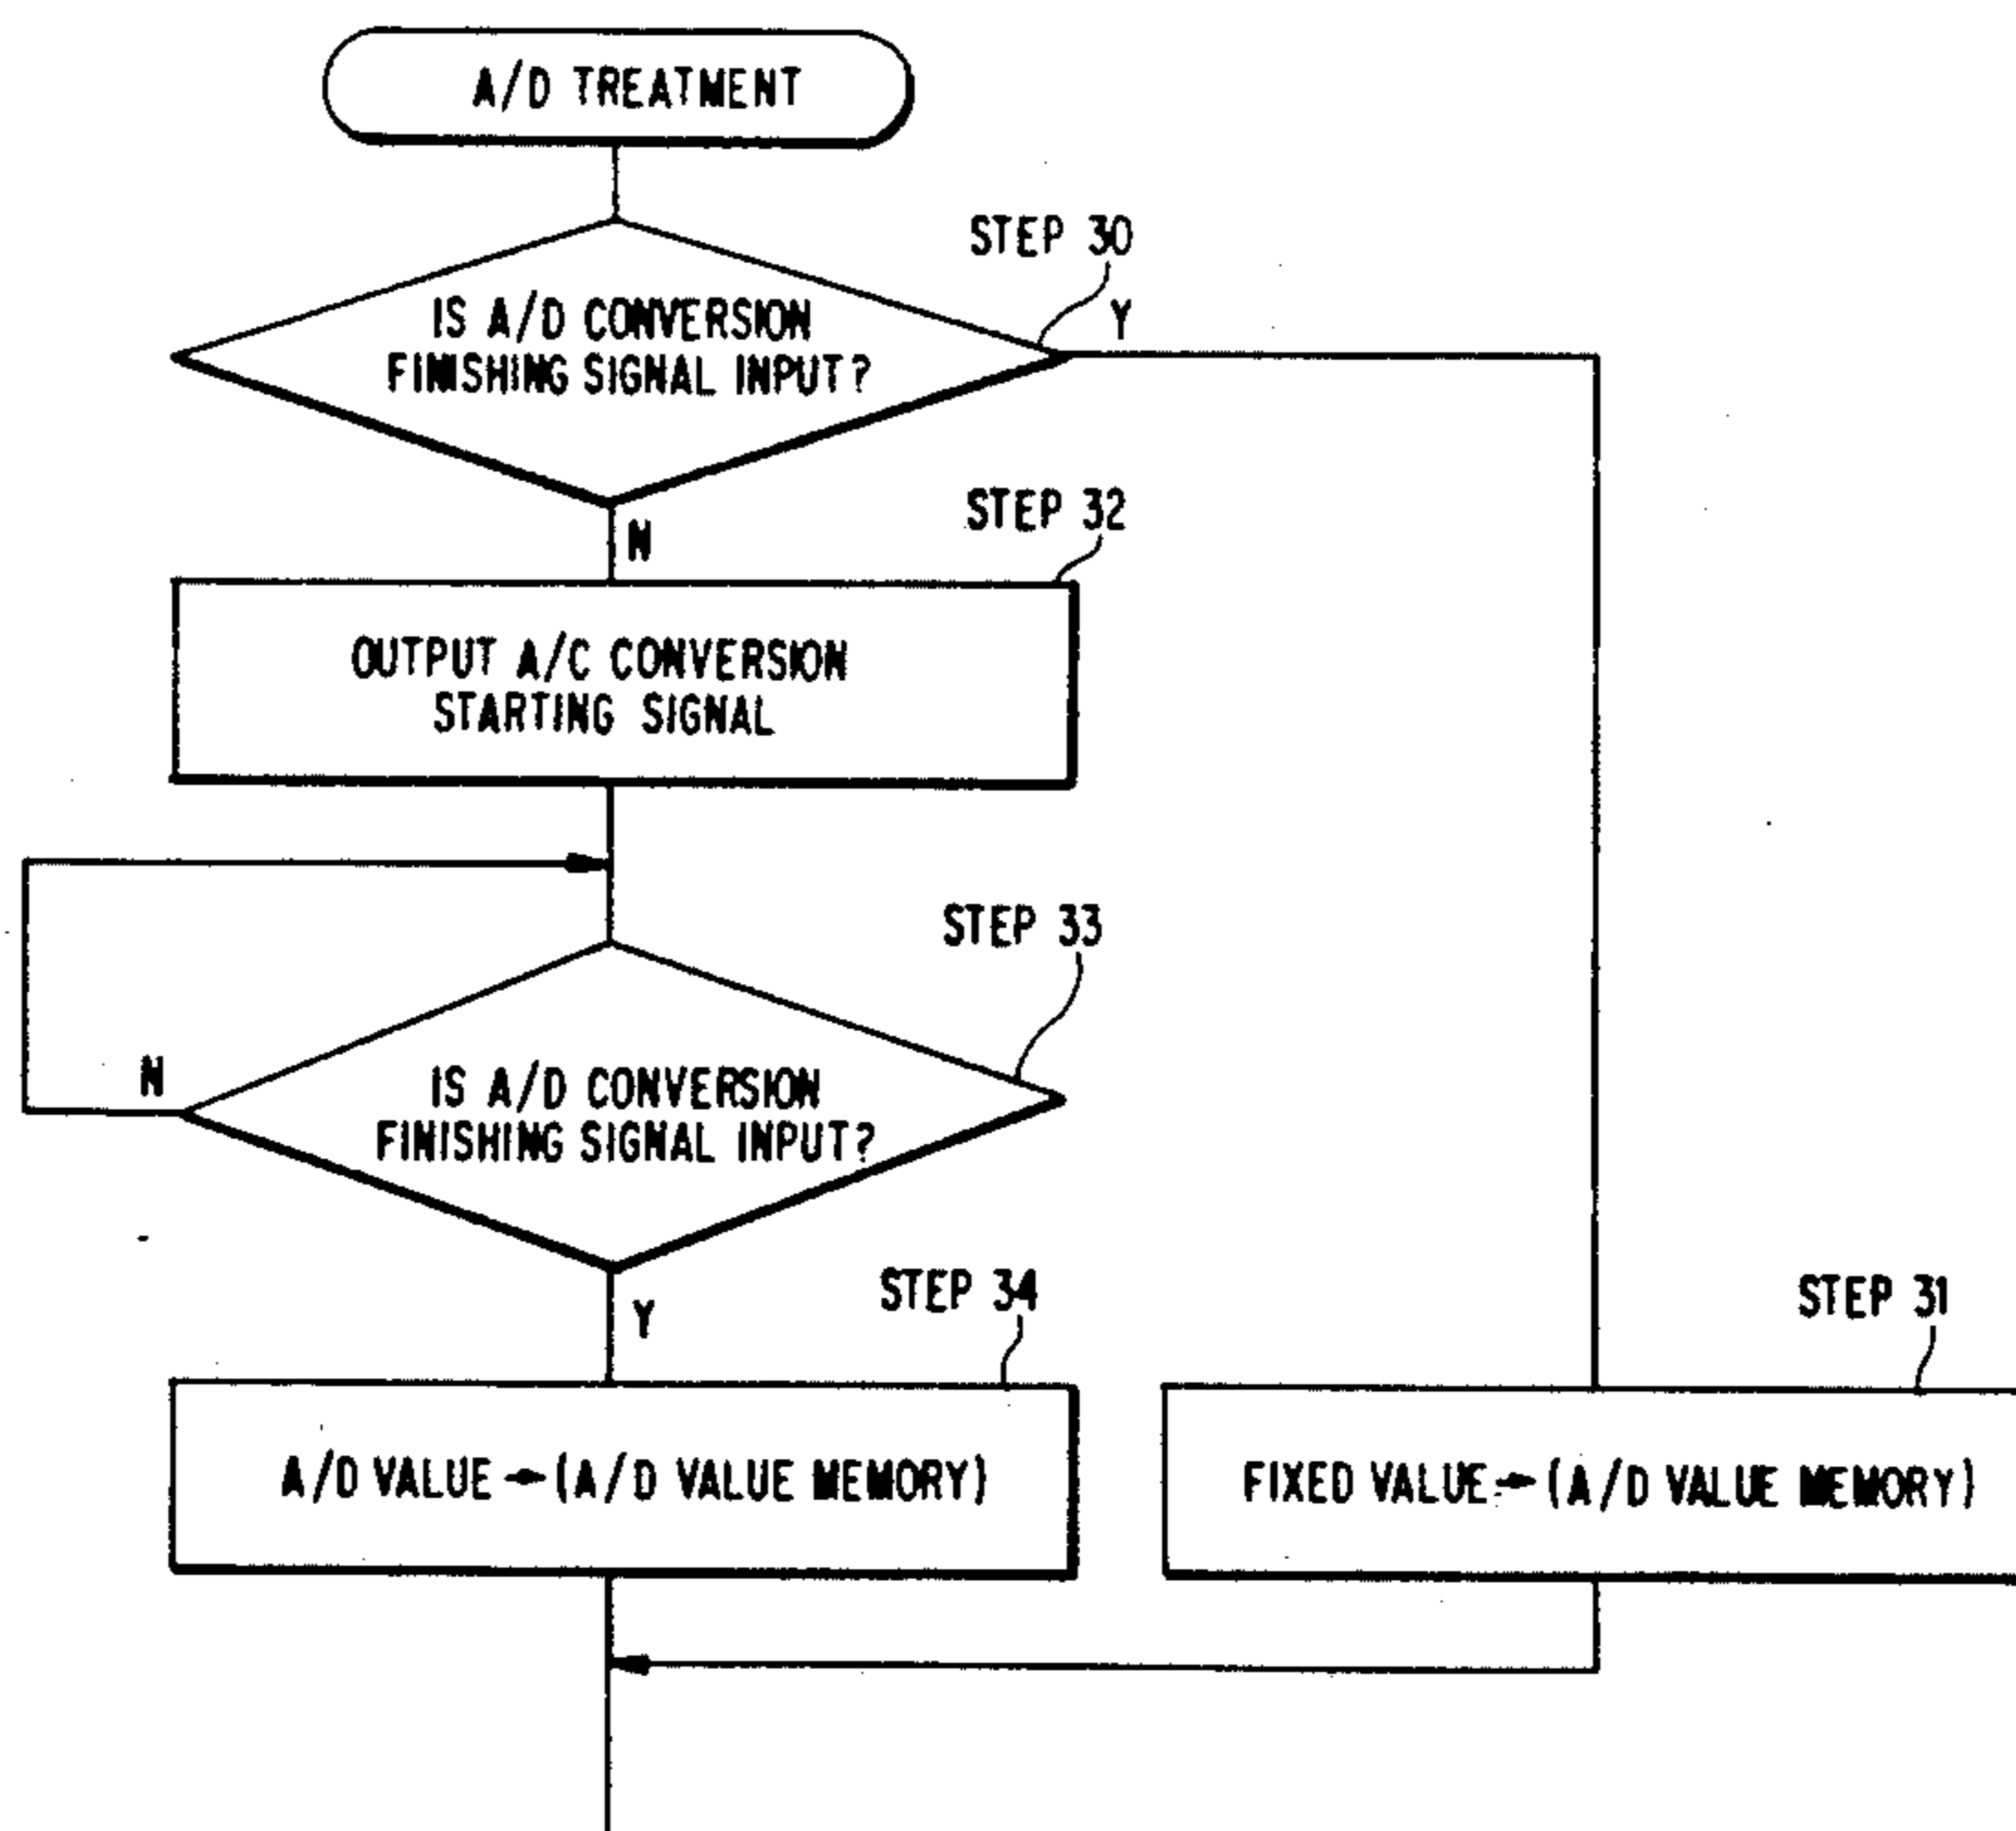 A/D TREATMENT
STEP 30
IS A/D CONVERSION
FINISHING SIGNAL INPUT?
Y
N
STEP 32
OUTPUT A/C CONVERSION
STARTING SIGNAL
STEP 33
IS A/D CONVERSION
FINISHING SIGNAL INPUT?
N
Y
STEP 34
A/D VALUE → (A/D VALUE MEMORY)
STEP 31
FIXED VALUE → (A/D VALUE MEMORY)